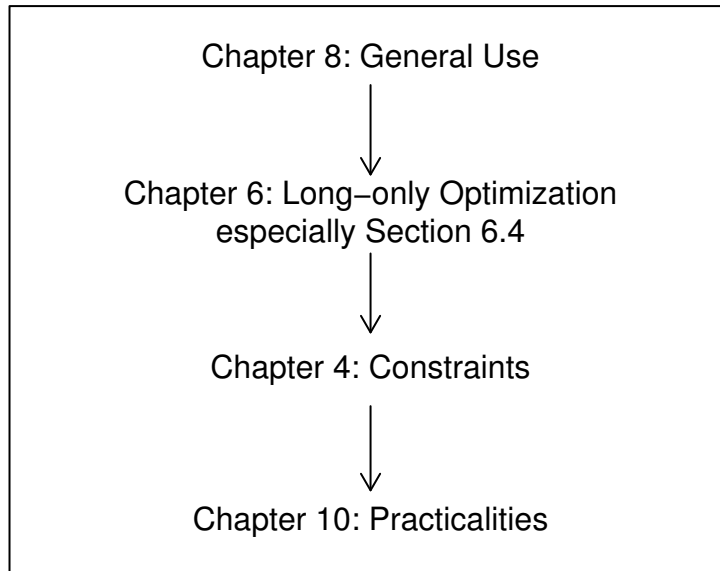 Chapter 8: General Use
Chapter 6: Long−only Optimization
especially Section 6.4
Chapter 4: Constraints
Chapter 10: Practicalities